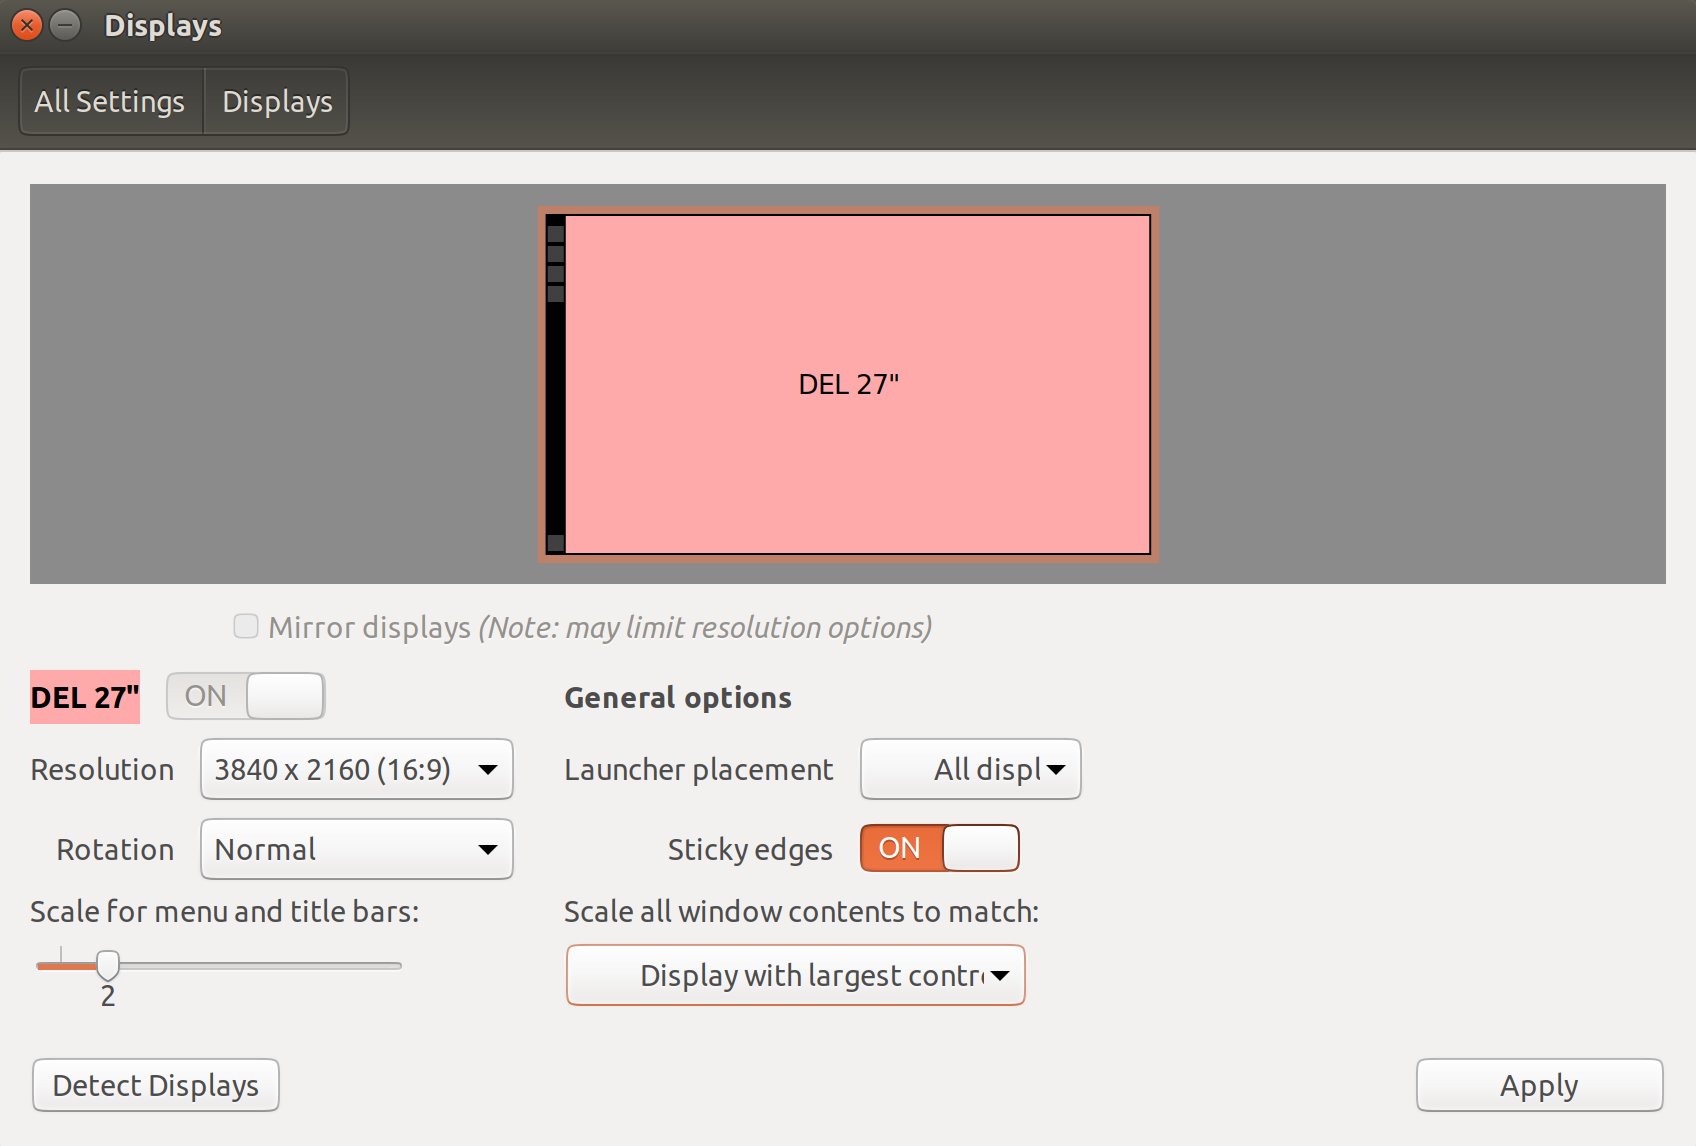 Displays
All Settings Displays
DEL 27"
Mirror displays (Note: may limit resolution options)
DEL 27" ON General options
Resolution 3840 x 2160 (16:9) Launcher placement All displ
Rotation Normal Sticky edges ON
Scale for menu and title bars: Scale all window contents to match:
Display with largest contr
2
Detect Displays Apply